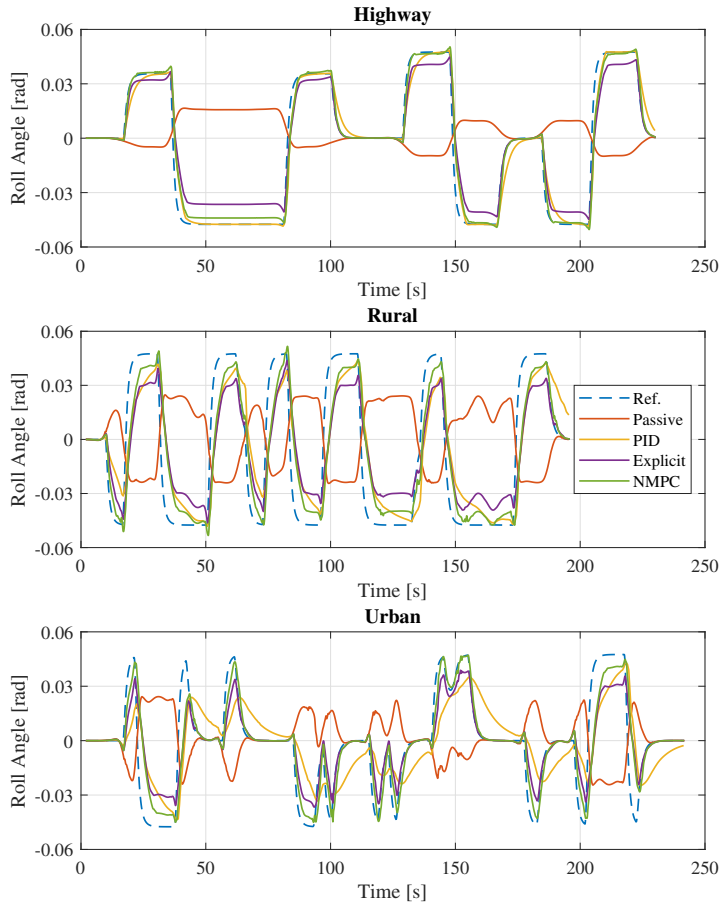 Highway
0.06
0.03
0
-0.03
-0.06
Roll Angle [rad]
0 50 100 150 200 250
Time [s]
Rural
0.06
0.03
0
-0.03
-0.06
Roll Angle [rad]
Ref.
Passive
PID
Explicit
NMPC
0 50 100 150 200 250
Time [s]
Urban
0.06
0.03
0
-0.03
-0.06
Roll Angle [rad]
0 50 100 150 200 250
Time [s]